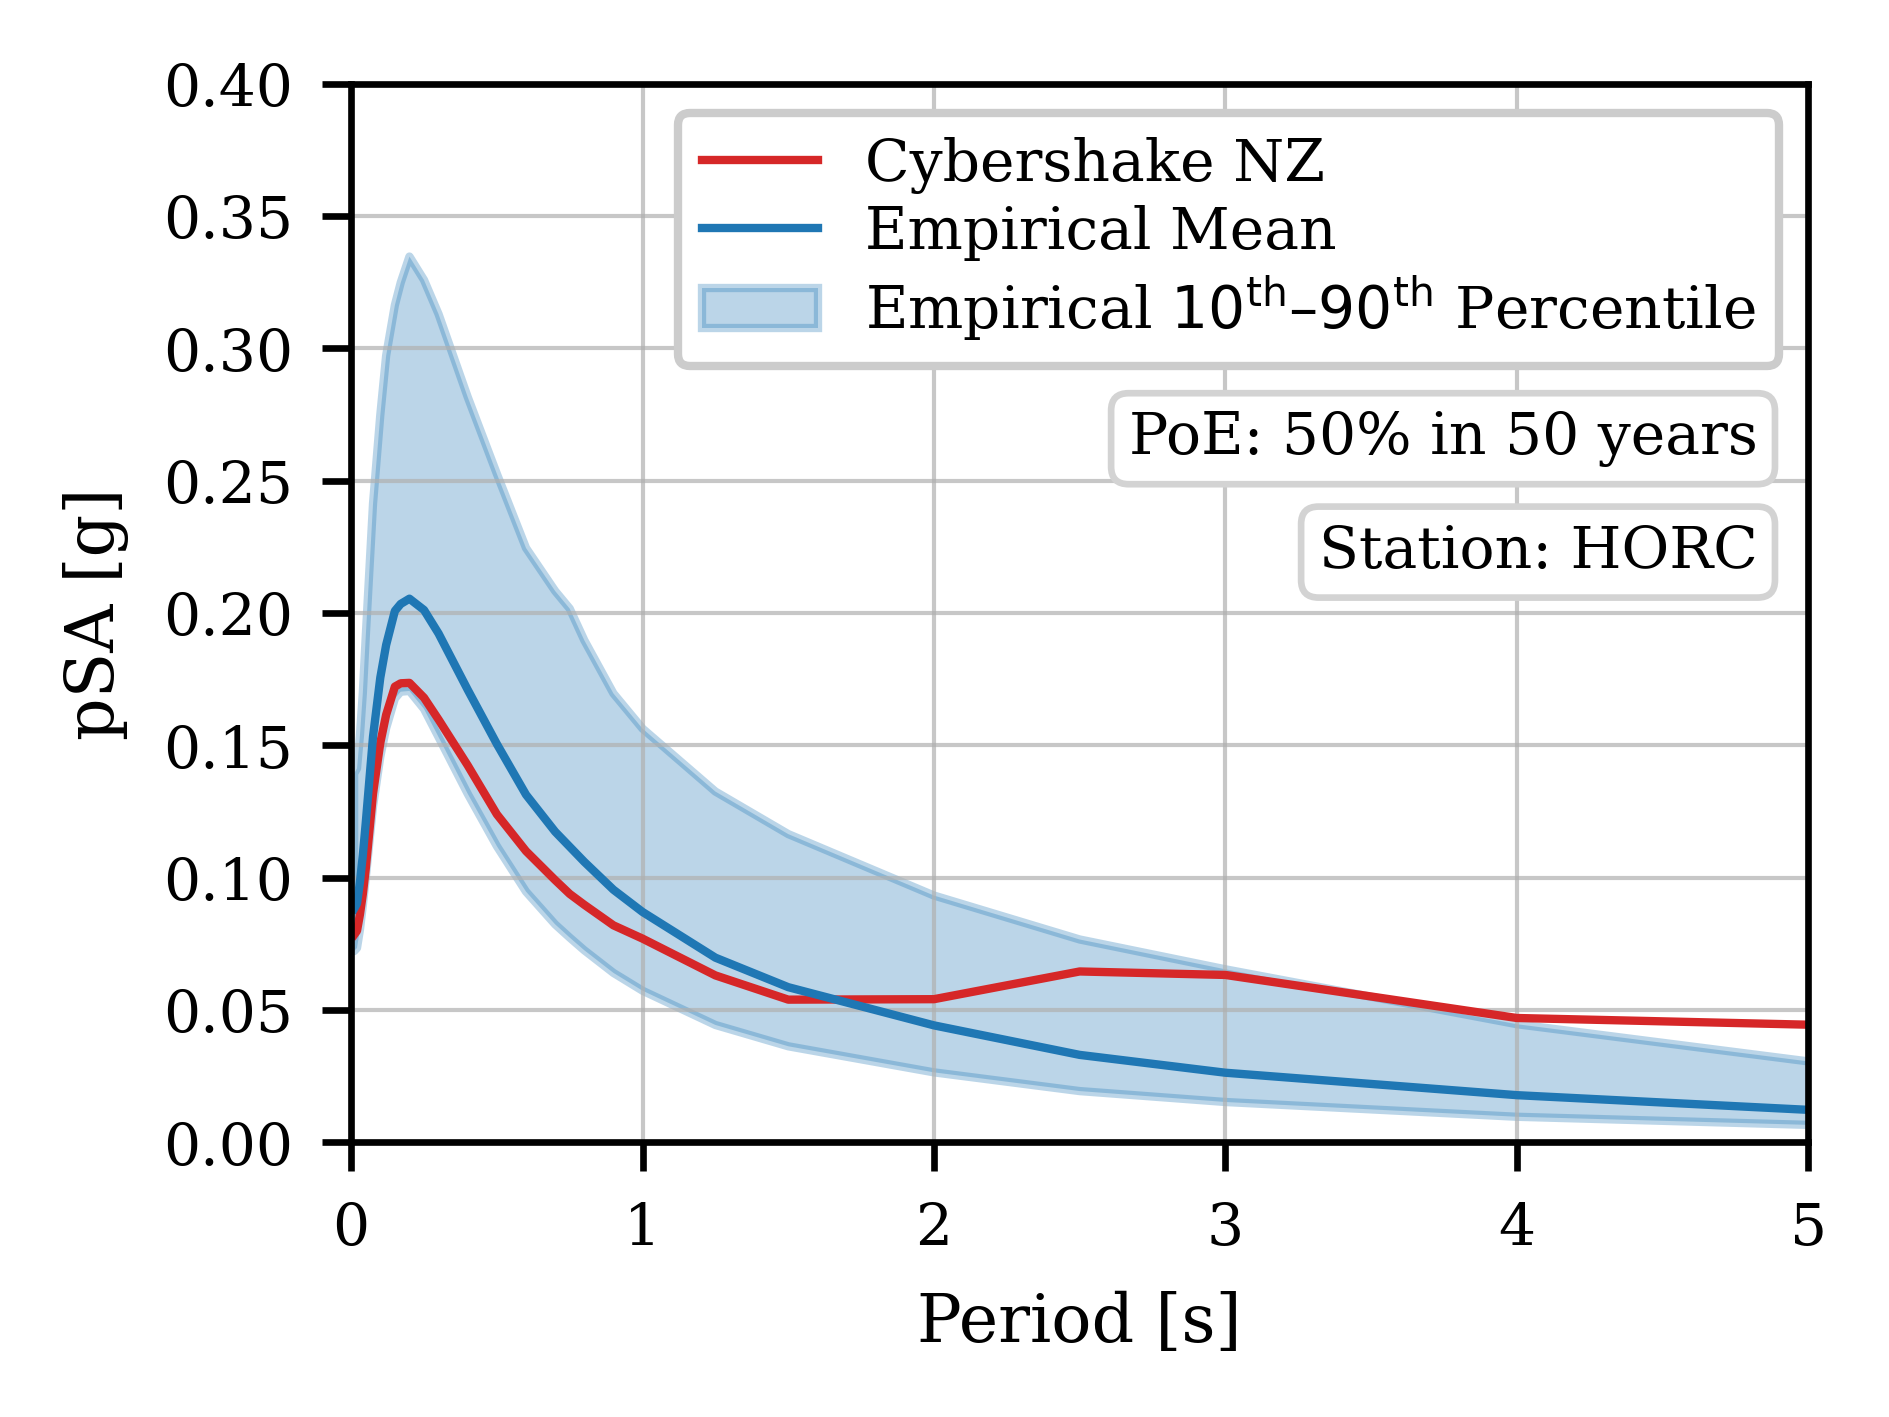 0.40
0.35
0.30
0.25
0.20
0.15
0.10
0.05
0.00
pSA [g]
Cybershake NZ
Empirical Mean
Empirical 10th–90th Percentile
PoE: 50% in 50 years
Station: HORC
0 1 2 3 4 5
Period [s]